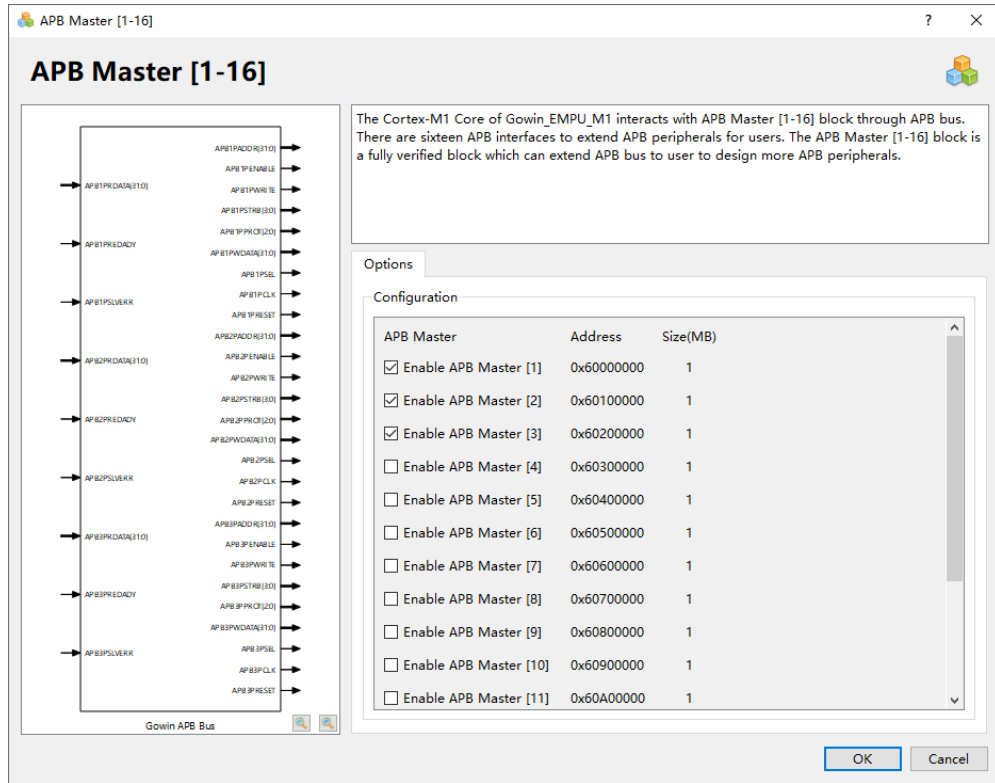 APB Master [1-16]
?
APB Master [1-16]
APB1PADDR[31:0]
APB1PENABLE
APB1PRDATA[31:0]
APB1PWRITE
APB1PSTRB[3:0]
APB1PPROT[2:0]
APB1PREDADY
APB1PWDATA[31:0]
APB1PSEL
APB1PCLK
APB1PSLVERR
APB1PRESET
APB2PADDR[31:0]
APB2PENABLE
APB2PRDATA[31:0]
APB2PWRITE
APB2PSTRB[3:0]
APB2PREDADY
APB2PPROT[2:0]
APB2PWDATA[31:0]
APB2PSEL
APB2PSLVERR
APB2PCLK
APB2PRESET
APB3PADDR[31:0]
APB3PRDATA[31:0]
APB3PENABLE
APB3PWRITE
APB3PSTRB[3:0]
APB3PREDADY
APB3PPROT[2:0]
APB3PWDATA[31:0]
APB3PSEL
APB3PSLVERR
APB3PCLK
APB3PRESET
Gowin APB Bus
The Cortex-M1 Core of Gowin_EMPU_M1 interacts with APB Master [1-16] block through APB bus.
There are sixteen APB interfaces to extend APB peripherals for users. The APB Master [1-16] block is
a fully verified block which can extend APB bus to user to design more APB peripherals.
Options
Configuration
APB Master Address Size(MB)
Enable APB Master [1] 0x60000000 1
Enable APB Master [2] 0x60100000 1
Enable APB Master [3] 0x60200000 1
Enable APB Master [4] 0x60300000 1
Enable APB Master [5] 0x60400000 1
Enable APB Master [6] 0x60500000 1
Enable APB Master [7] 0x60600000 1
Enable APB Master [8] 0x60700000 1
Enable APB Master [9] 0x60800000 1
Enable APB Master [10] 0x60900000 1
Enable APB Master [11] 0x60A00000 1
OK Cancel